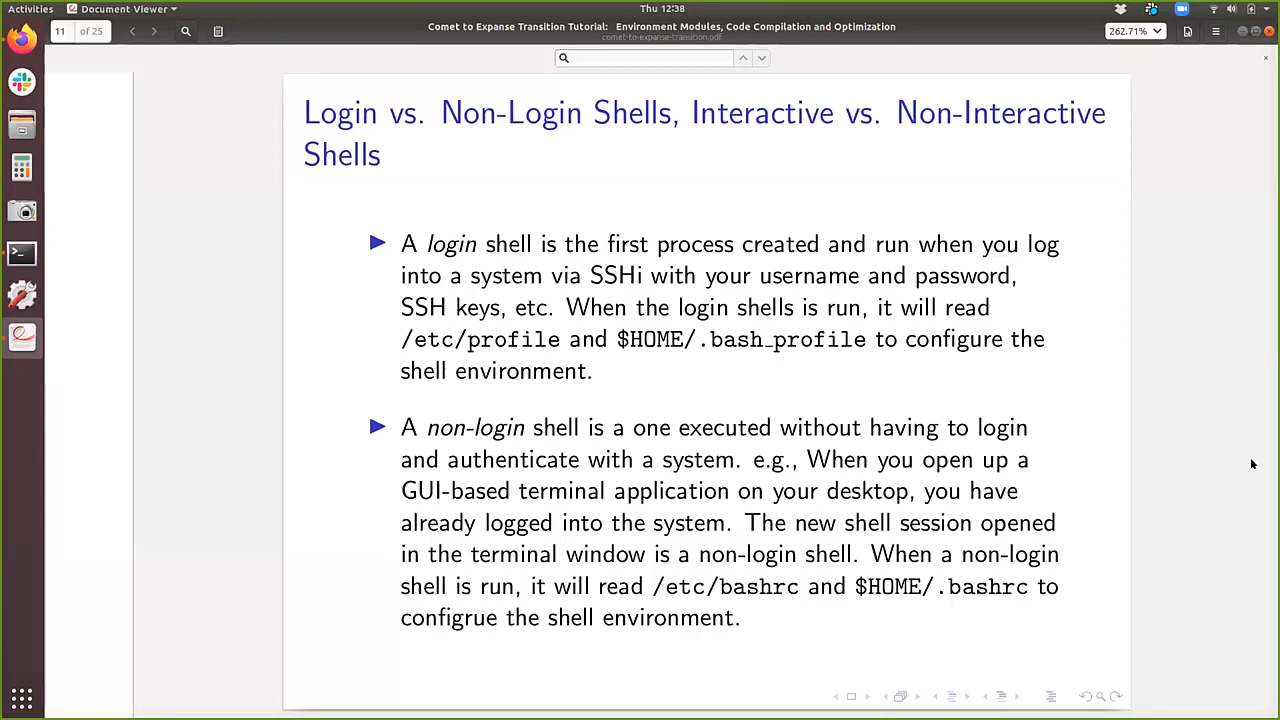 Activities
Document Viewer
Thu 12:38
11 of 25
Comet to Expanse Transition Tutorial: Environment Modules, Code Compilation and Optimization
comet-to-expanse-transition.pdf
262.71%
Login vs. Non-Login Shells, Interactive vs. Non-Interactive
Shells
A login shell is the first process created and run when you log
into a system via SSHi with your username and password,
SSH keys, etc. When the login shells is run, it will read
/etc/profile and $HOME/.bash_profile to configure the
shell environment.
A non-login shell is a one executed without having to login
and authenticate with a system. e.g., When you open up a
GUI-based terminal application on your desktop, you have
already logged into the system. The new shell session opened
in the terminal window is a non-login shell. When a non-login
shell is run, it will read /etc/bashrc and $HOME/.bashrc to
configrue the shell environment.